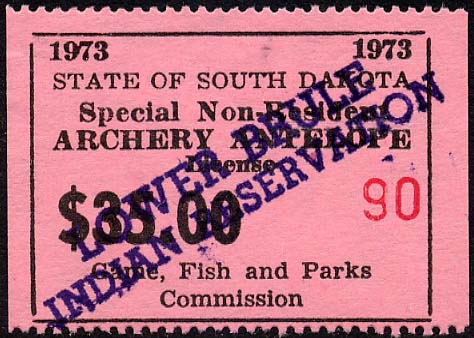 1973 1973
STATE OF SOUTH DAKOTA
Special Non-Resident
ARCHERY ANTELOPE
License
$35.00
90
Game, Fish and Parks
Commission
LOWER BRULE
INDIAN RESERVATION